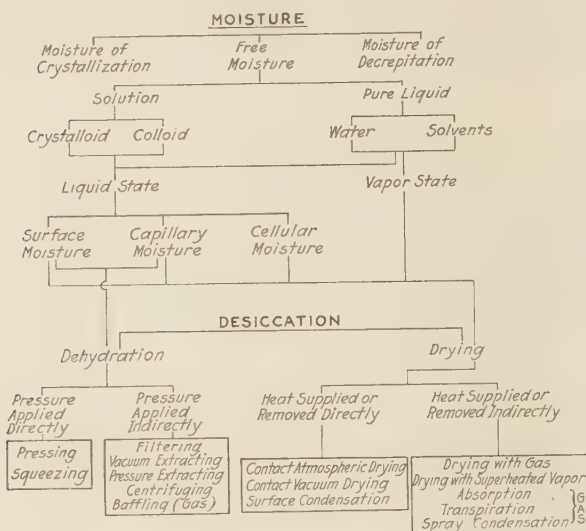 MOISTURE
Moisture of
Crystallization
Free
Moisture
Moisture of
Decrepitation
Solution
Pure Liquid
Crystalloid
Colloid
Water
Solvents
Liquid State
Vapor State
Surface
Moisture
Capillary
Moisture
Cellular
Moisture
DESICCATION
Dehydration
Drying
Pressure
Applied
Directly
Pressure
Applied
Indirectly
Heat Supplied or
Removed Directly
Heat Supplied or
Removed Indirectly
Pressing
Squeezing
Filtering
Vacuum Extracting
Pressure Extracting
Centrifuging
Baffling (Gas)
Contact Atmospheric Drying
Contact Vacuum Drying
Surface Condensation
Drying with Gas
Drying with Superheated Vapor
Absorption
Transpiration
Spray Condensation